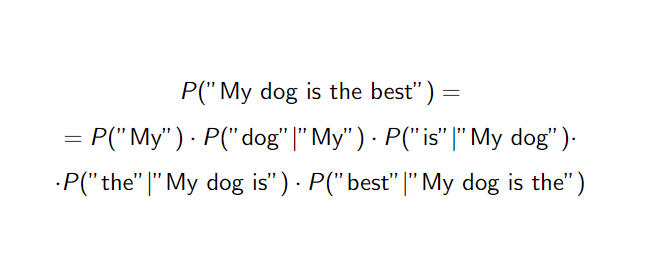 P(”My dog is the best”) =
= P(”My”) · P(”dog”|”My”) · P(”is”|”My dog”)·
·P(”the”|”My dog is”) · P(”best”|”My dog is the”)